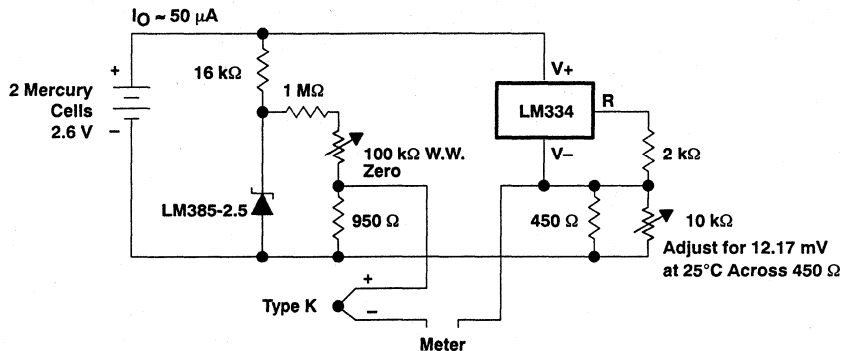 IO ~ 50 μA
+
2 Mercury
Cells
2.6 V
−
16 kΩ
1 MΩ
100 kΩ W.W.
Zero
LM385-2.5
950 Ω
V+
LM334
R
V−
2 kΩ
450 Ω
10 kΩ
Adjust for 12.17 mV
at 25°C Across 450 Ω
Type K
+
−
Meter